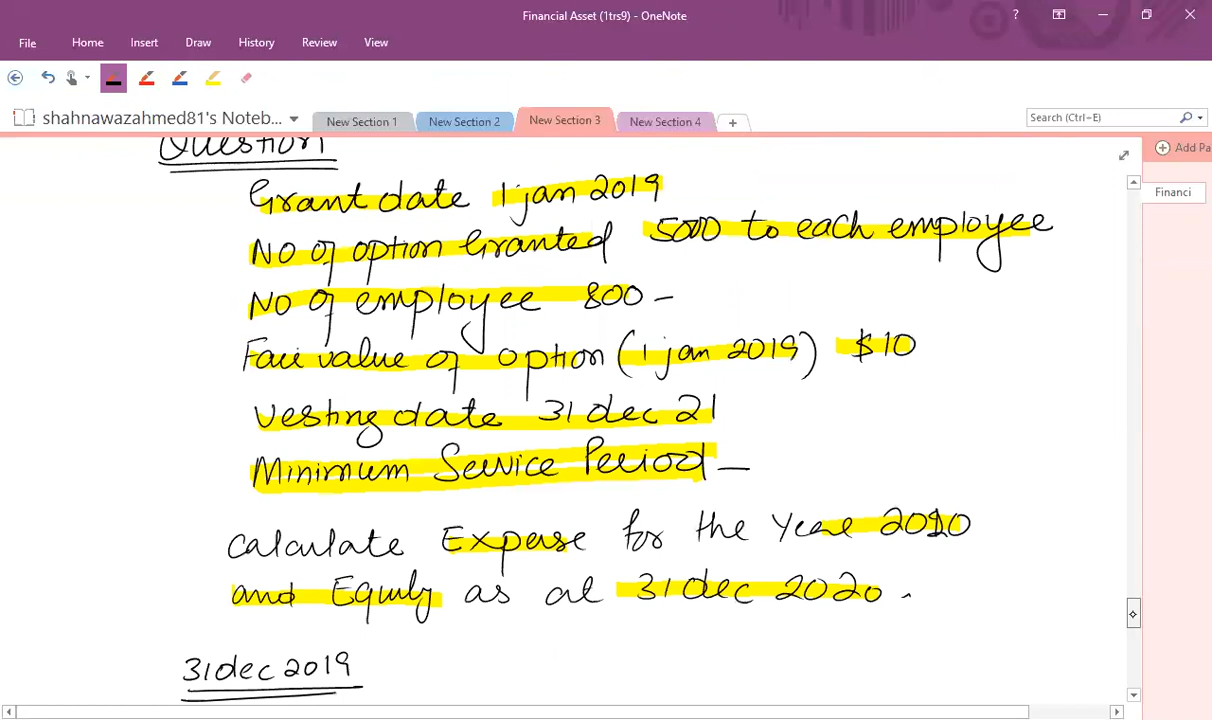 Financial Asset (1trs9) - OneNote
?
File
Home
Insert
Draw
History
Review
View
shahnawazahmed81's Noteb...
New Section 1
New Section 2
New Section 3
New Section 4
+
Search (Ctrl+E)
Add Pa
Financi
Question
Grant date 1 jan 2019
No of option Granted 5000 to each employee
No of employee 800 -
Fair value of option (1 jan 2019) $10
Vesting date 31 dec 21
Minimum Service Period -
Calculate Expense for the Year 2020
and Equity as at 31 dec 2020.
31 dec 2019